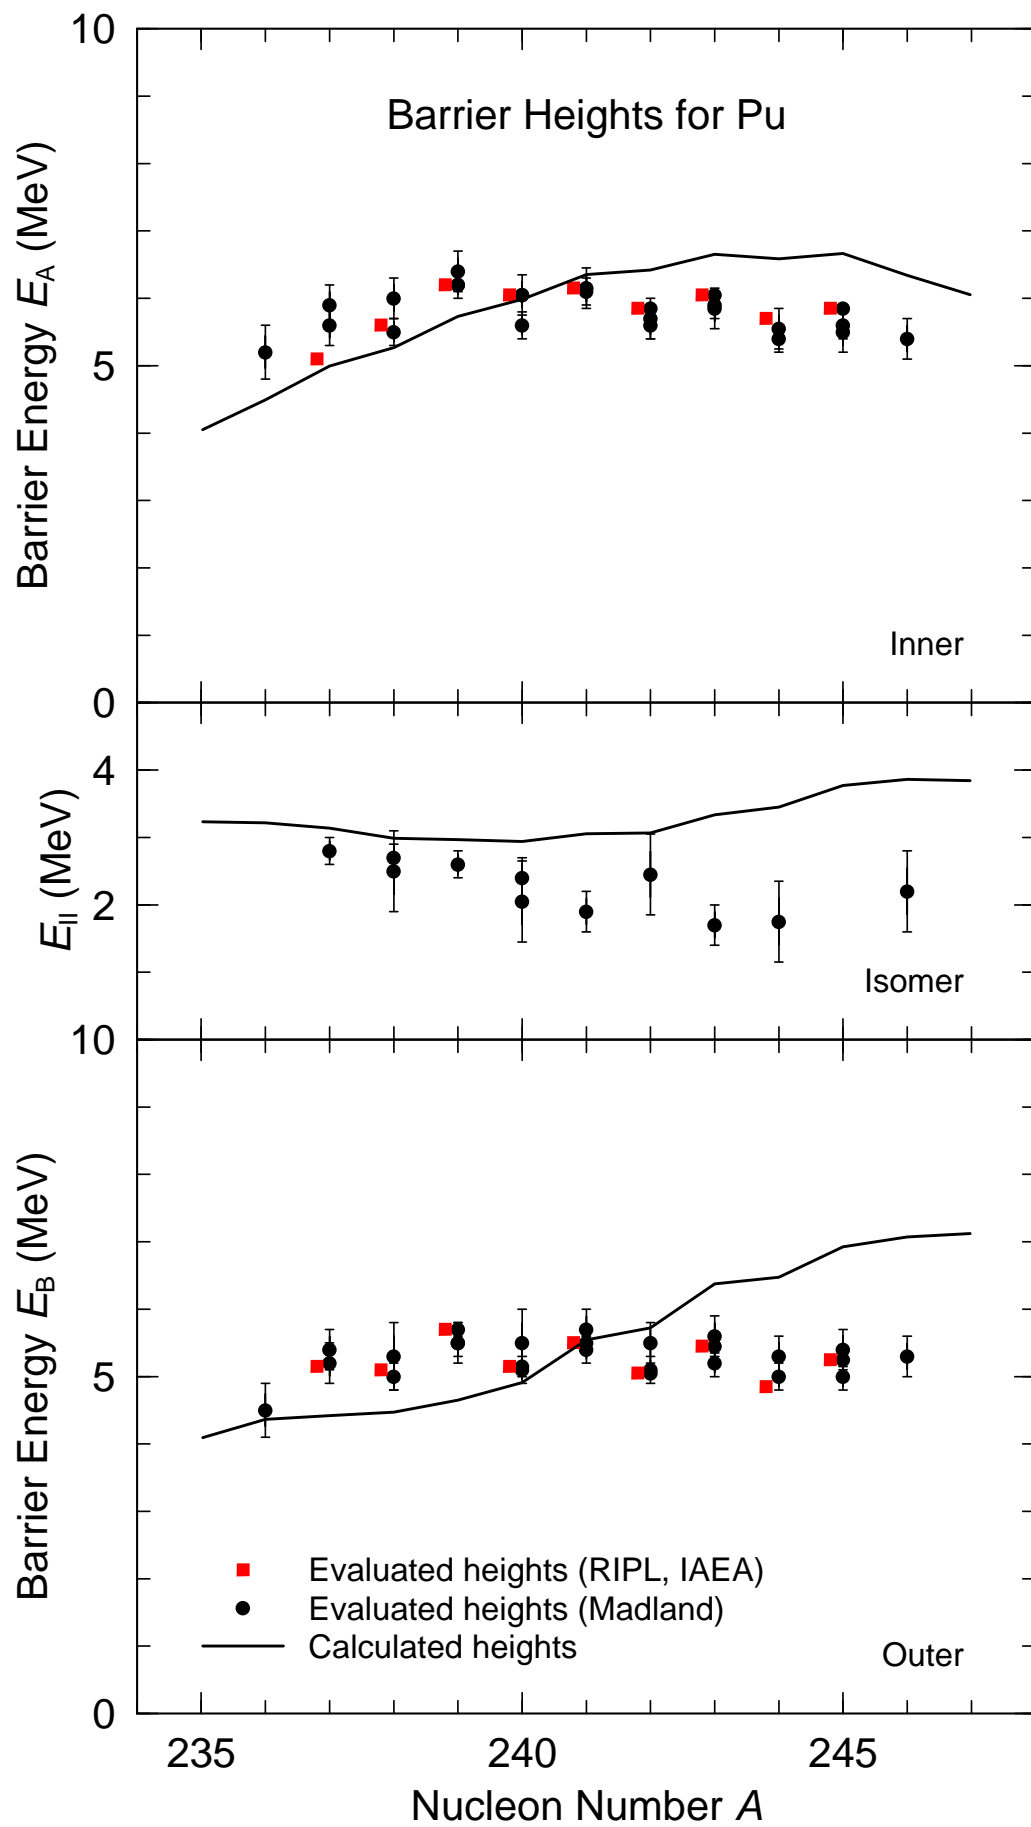 Barrier Heights for Pu
10
5
0
Barrier Energy E_A (MeV)
Inner
4
2
E_II (MeV)
Isomer
10
5
0
Barrier Energy E_B (MeV)
Evaluated heights (RIPL, IAEA)
Evaluated heights (Madland)
Calculated heights
Outer
235 240 245
Nucleon Number A